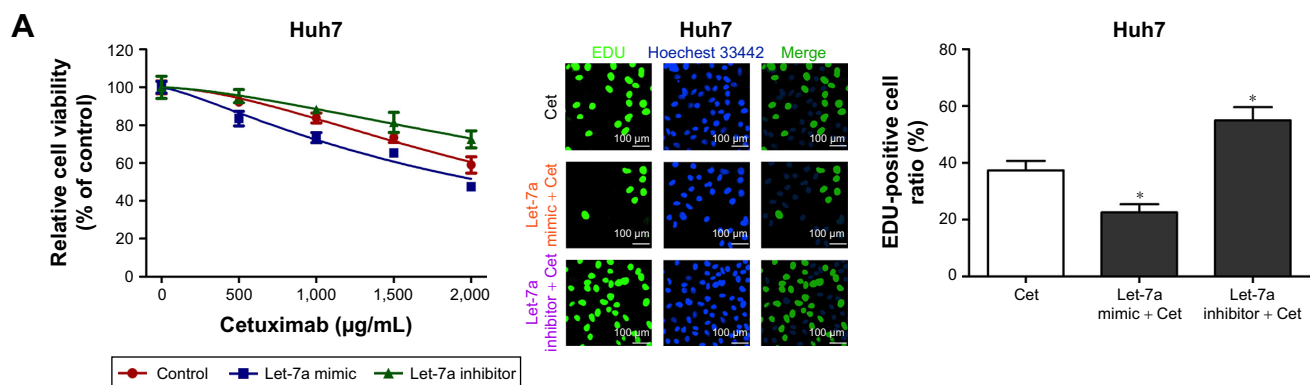 A
Huh7
Relative cell viability
(% of control)
120
100
80
60
40
20
0
0 500 1,000 1,500 2,000
Cetuximab (µg/mL)
Control Let-7a mimic Let-7a inhibitor
Huh7
EDU Hoechest 33442 Merge
Cet
100 µm 100 µm 100 µm
Let-7a
mimic + Cet
100 µm 100 µm 100 µm
Let-7a
inhibitor + Cet
100 µm 100 µm 100 µm
Huh7
EDU-positive cell
ratio (%)
80
60
40
20
0
*
*
Cet Let-7a Let-7a
mimic + Cet inhibitor + Cet